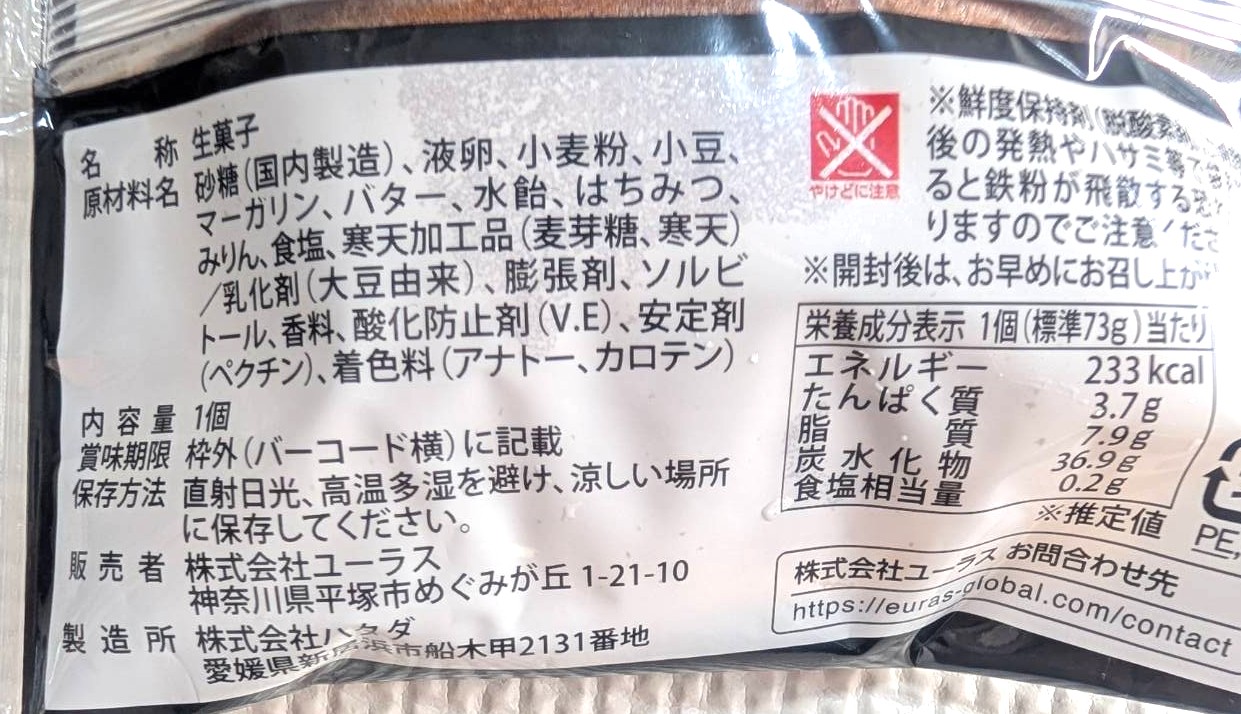 名称 生菓子
原材料名 砂糖(国内製造)、液卵、小麦粉、小豆、
マーガリン、バター、水飴、はちみつ、
みりん、食塩、寒天加工品(麦芽糖、寒天)
/乳化剤(大豆由来)、膨張剤、ソルビ
トール、香料、酸化防止剤(V.E)、安定剤
(ペクチン)、着色料(アナトー、カロテン)
内容量 1個
賞味期限 枠外(バーコード横)に記載
保存方法 直射日光、高温多湿を避け、涼しい場所
に保存してください。
販売者 株式会社ユーラス
神奈川県平塚市めぐみが丘 1-21-10
製造所 株式会社ハタダ
愛媛県新居浜市船木甲2131番地
やけどに注意
※鮮度保持剤(脱酸素剤)
後の発熱やハサミ等で
ると鉄粉が飛散する
りますのでご注意くださ
※開封後は、お早めにお召し上が
栄養成分表示 1個(標準73g)当たり
エネルギー 233 kcal
たんぱく質 3.7g
脂質 7.9g
炭水化物 36.9g
食塩相当量 0.2g
※推定値
PE,
株式会社ユーラス お問合わせ先
https://euras-global.com/contact